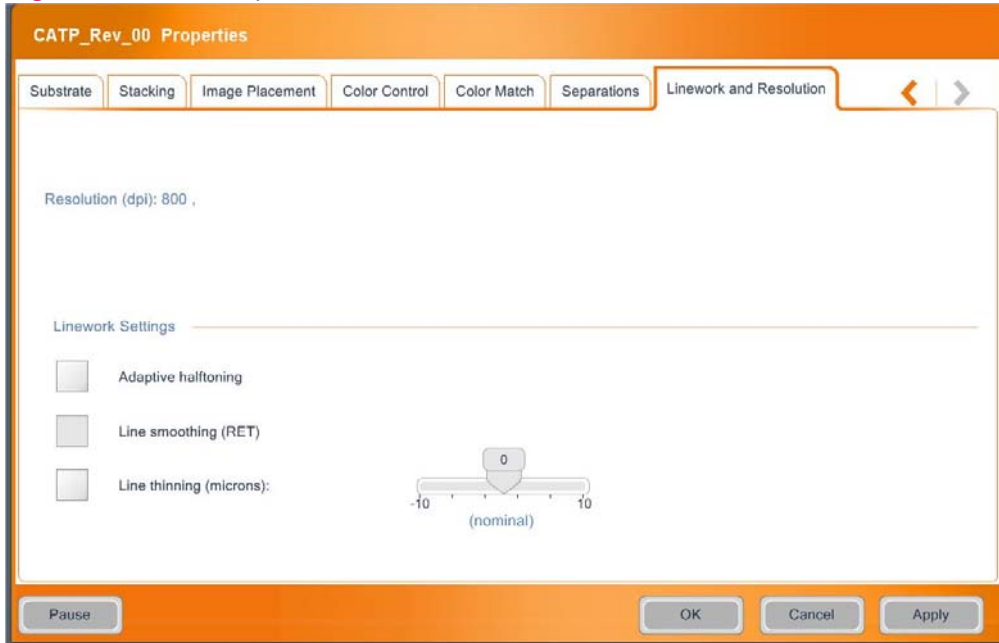 CATP_Rev_00 Properties
Substrate Stacking Image Placement Color Control Color Match Separations Linework and Resolution
Resolution (dpi): 800 ,
Linework Settings
Adaptive halftoning
Line smoothing (RET)
Line thinning (microns):
0
-10 10
(nominal)
Pause OK Cancel Apply